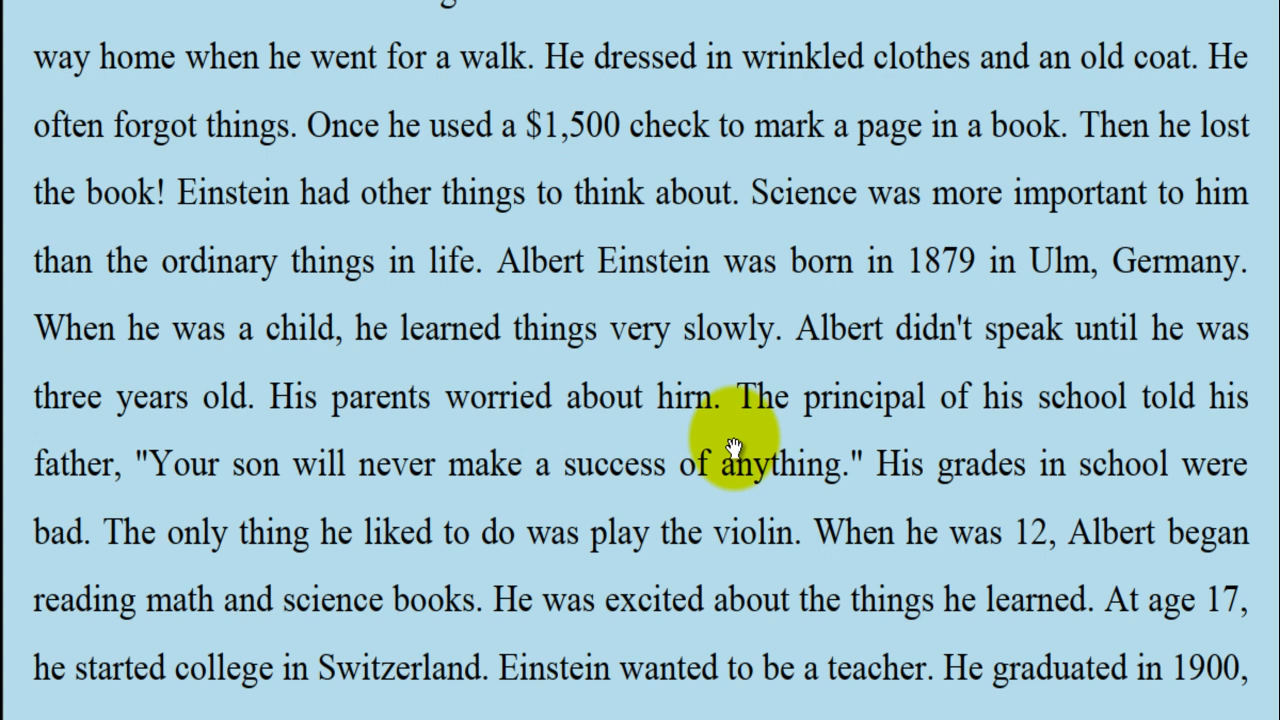 way home when he went for a walk. He dressed in wrinkled clothes and an old coat. He
often forgot things. Once he used a $1,500 check to mark a page in a book. Then he lost
the book! Einstein had other things to think about. Science was more important to him
than the ordinary things in life. Albert Einstein was born in 1879 in Ulm, Germany.
When he was a child, he learned things very slowly. Albert didn't speak until he was
three years old. His parents worried about hirn. The principal of his school told his
father, "Your son will never make a success of anything." His grades in school were
bad. The only thing he liked to do was play the violin. When he was 12, Albert began
reading math and science books. He was excited about the things he learned. At age 17,
he started college in Switzerland. Einstein wanted to be a teacher. He graduated in 1900,